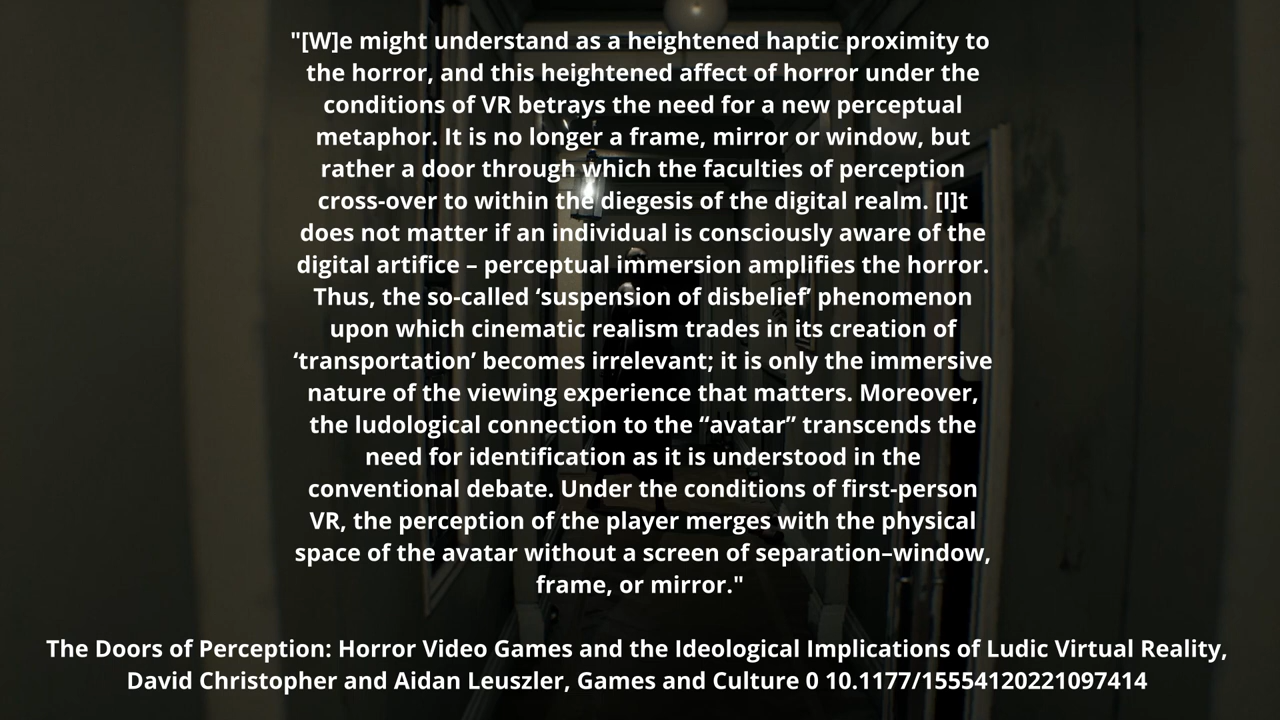 "[W]e might understand as a heightened haptic proximity to
the horror, and this heightened affect of horror under the
conditions of VR betrays the need for a new perceptual
metaphor. It is no longer a frame, mirror or window, but
rather a door through which the faculties of perception
cross-over to within the diegesis of the digital realm. [I]t
does not matter if an individual is consciously aware of the
digital artifice – perceptual immersion amplifies the horror.
Thus, the so-called ‘suspension of disbelief’ phenomenon
upon which cinematic realism trades in its creation of
‘transportation’ becomes irrelevant; it is only the immersive
nature of the viewing experience that matters. Moreover,
the ludological connection to the “avatar” transcends the
need for identification as it is understood in the
conventional debate. Under the conditions of first-person
VR, the perception of the player merges with the physical
space of the avatar without a screen of separation–window,
frame, or mirror."
The Doors of Perception: Horror Video Games and the Ideological Implications of Ludic Virtual Reality,
David Christopher and Aidan Leuszler, Games and Culture 0 10.1177/15554120221097414